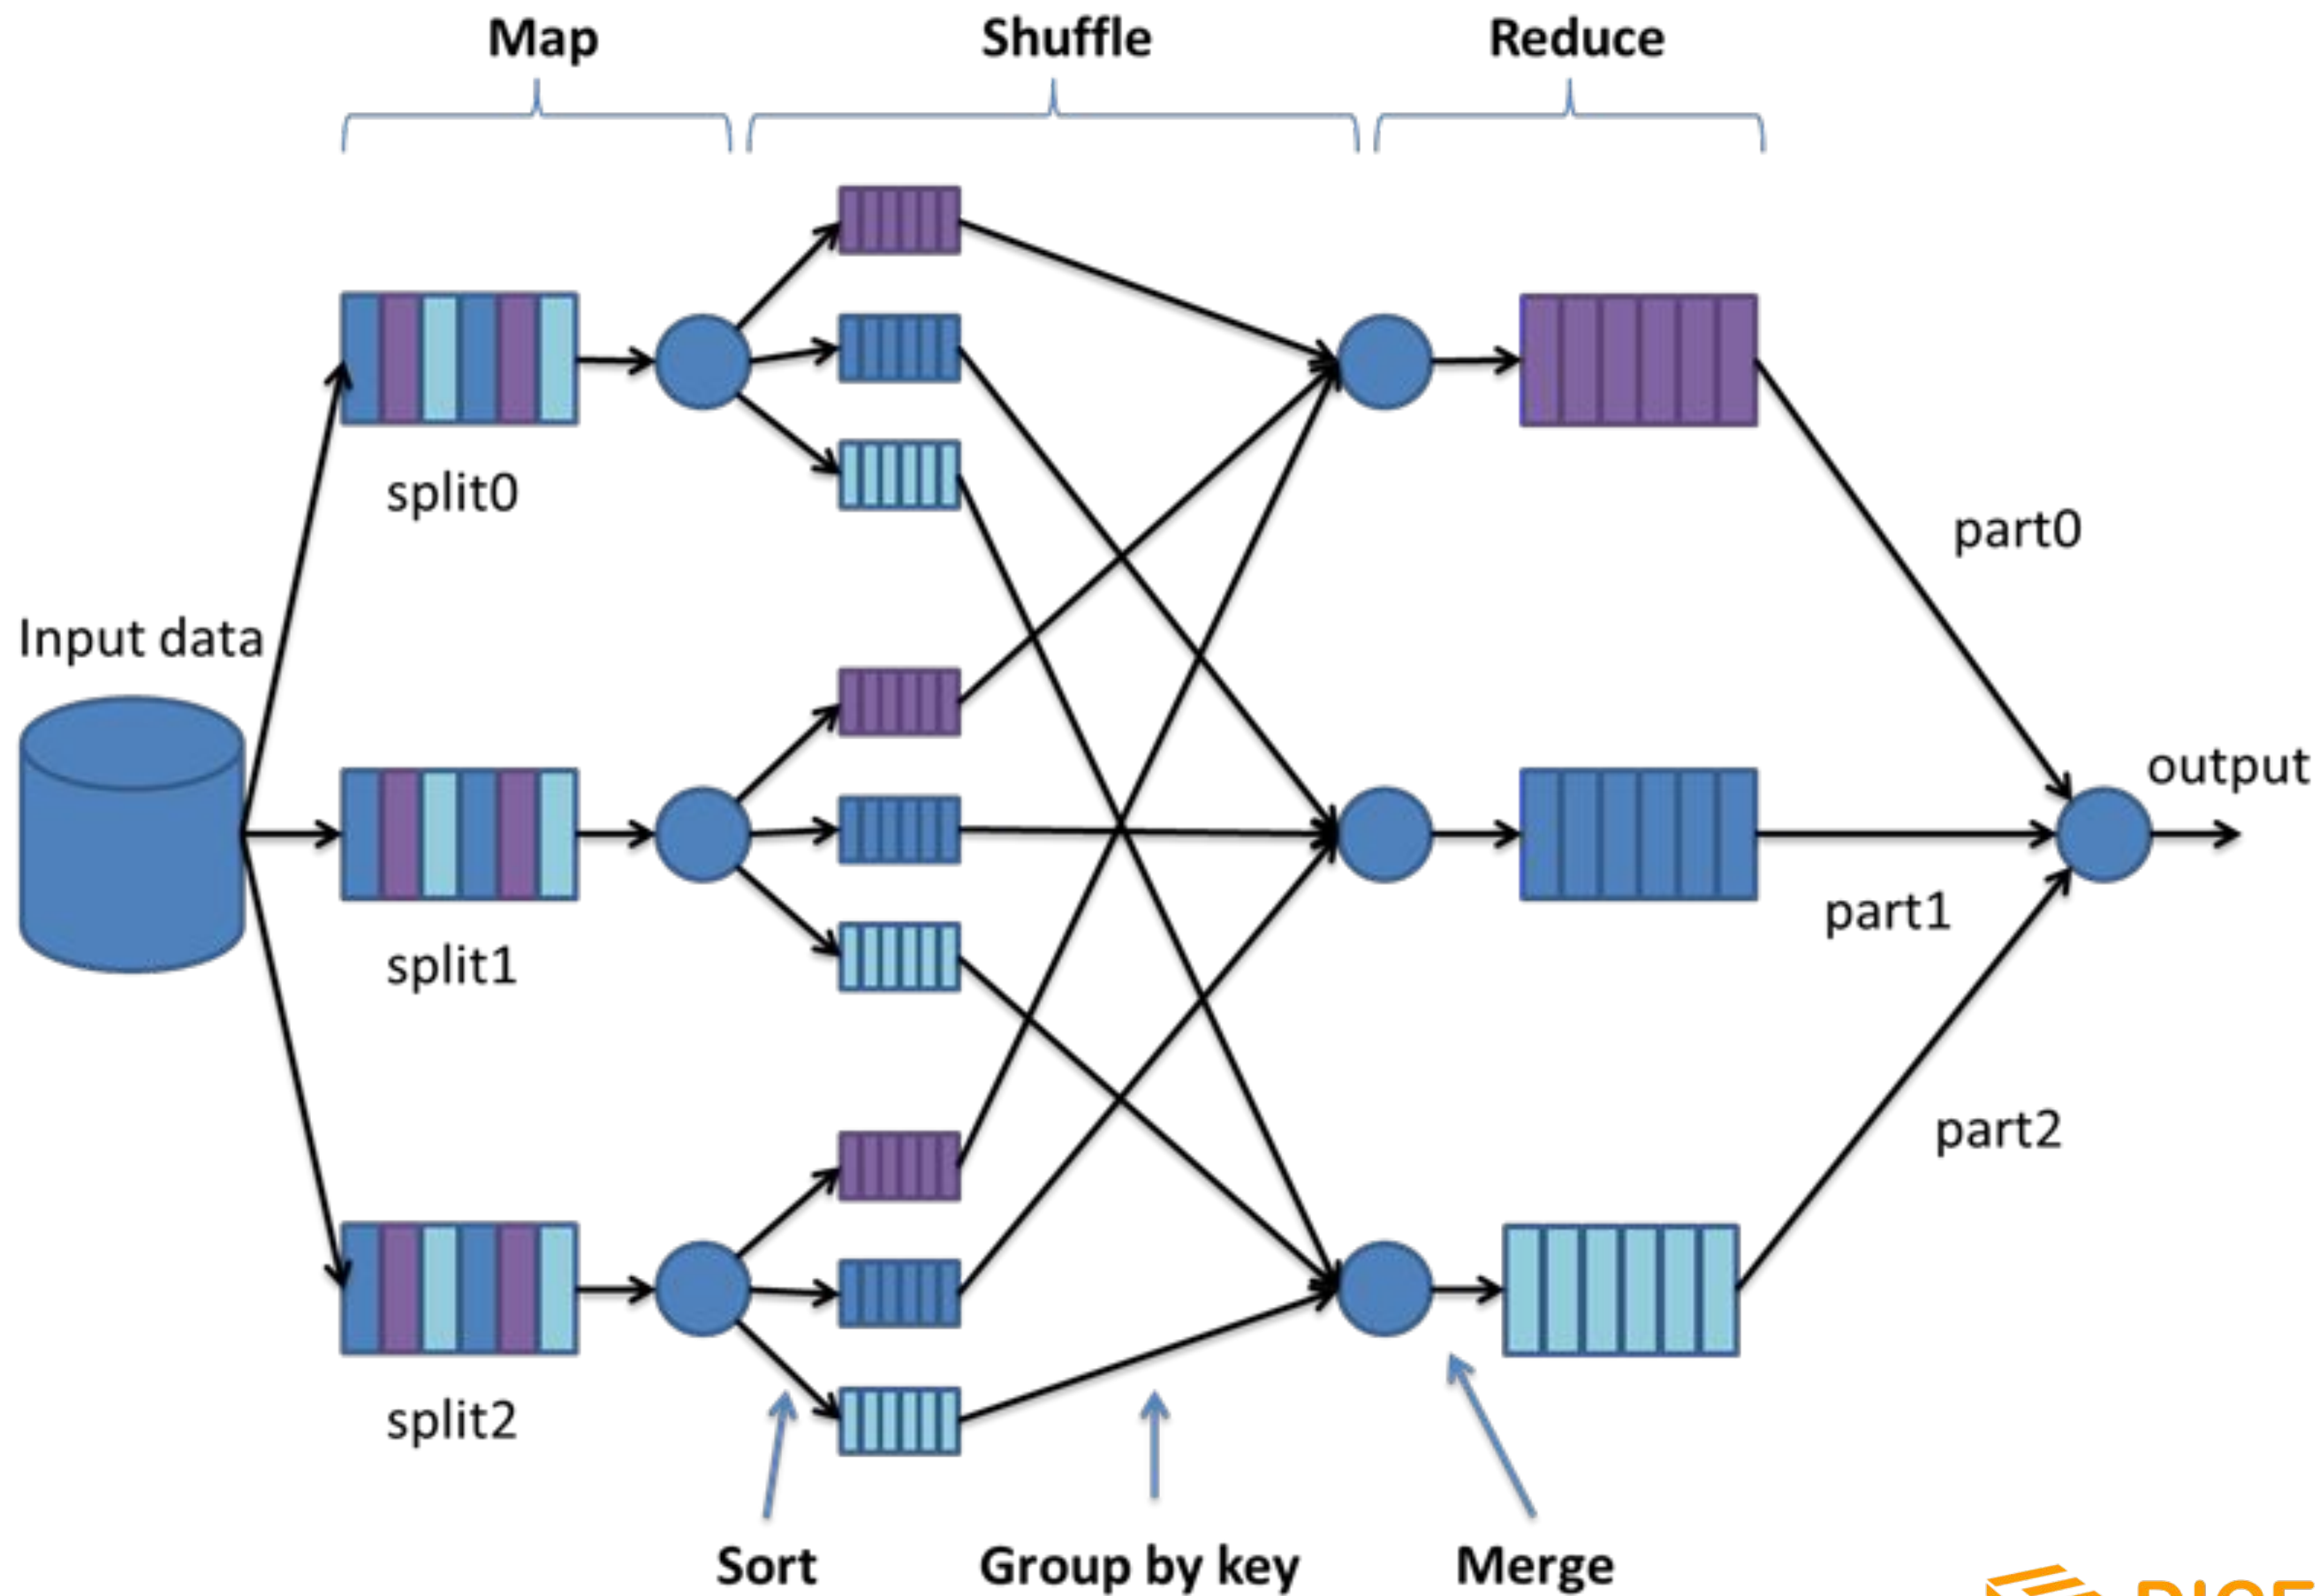 Map
Shuffle
Reduce
split0
part0
Input data
output
part1
split1
part2
split2
Sort
Group by key
Merge